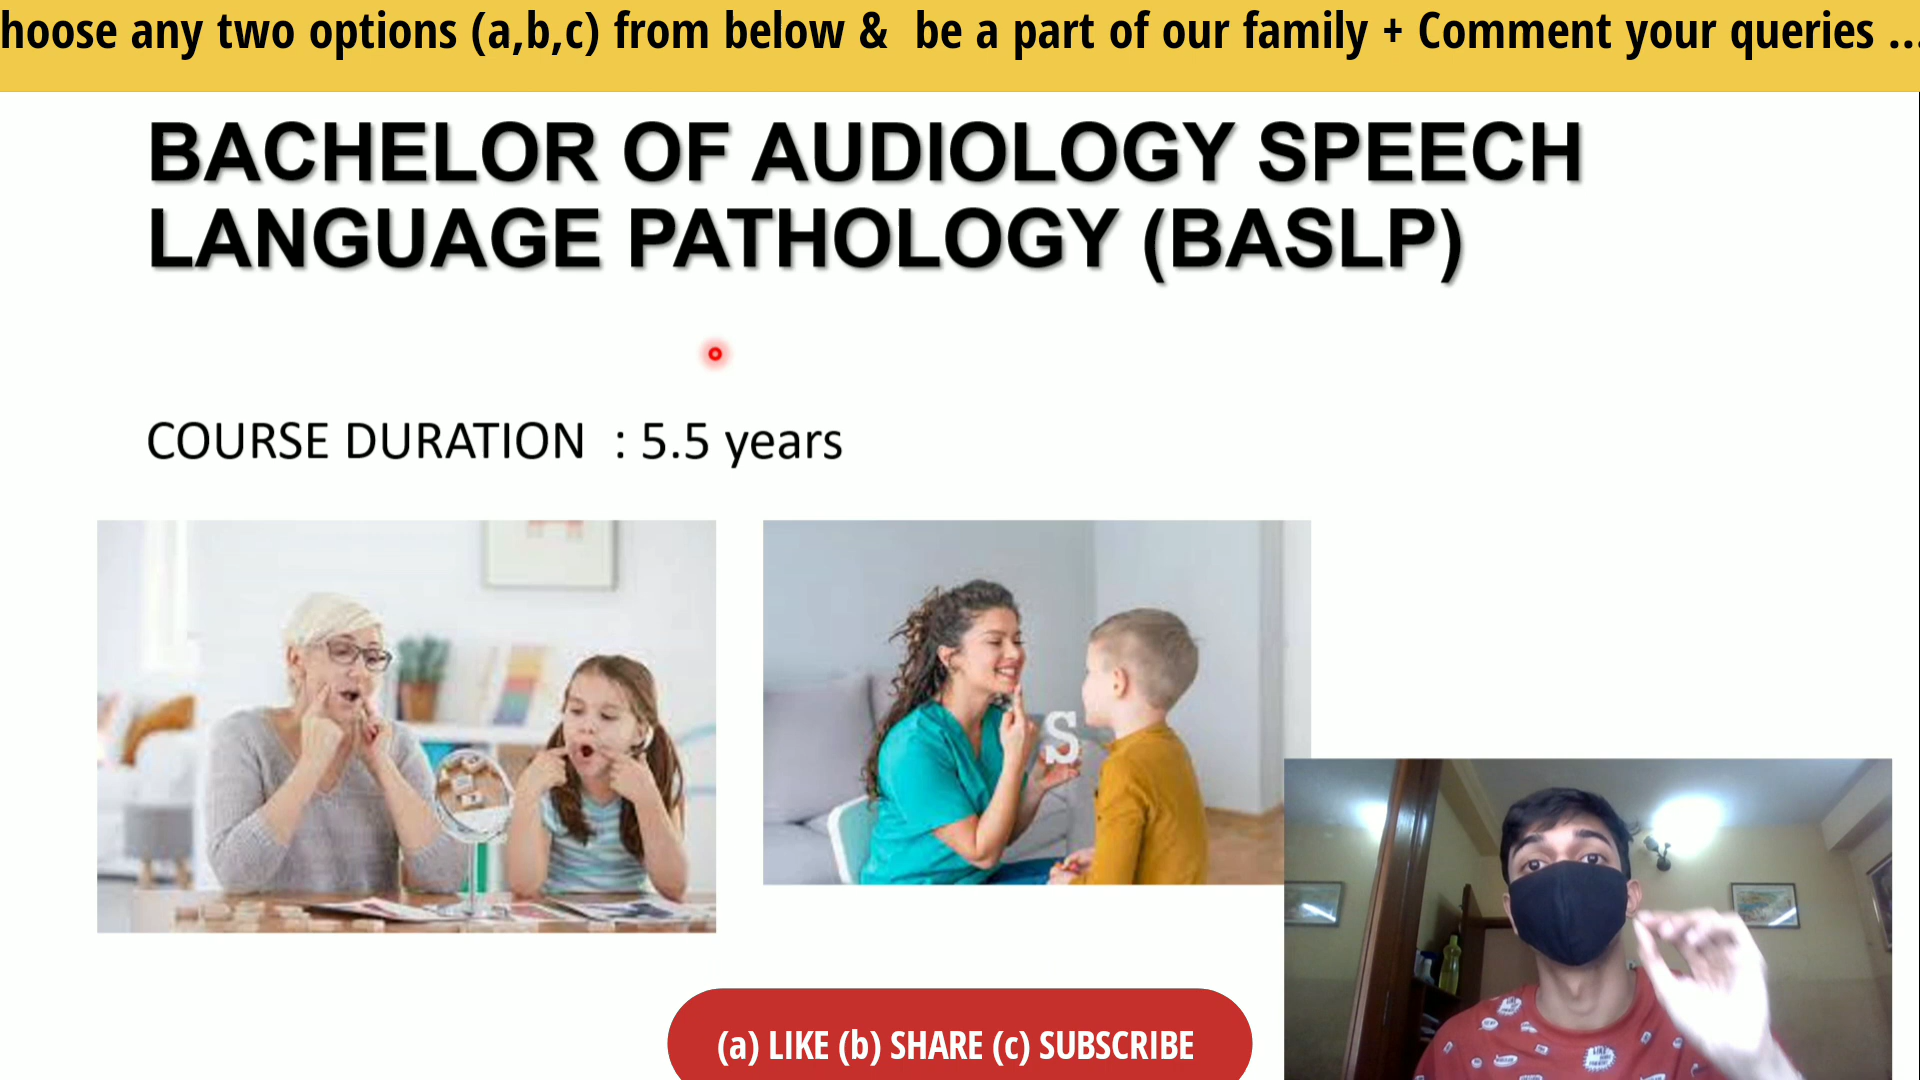 hoose any two options (a,b,c) from below & be a part of our family + Comment your queries ...
BACHELOR OF AUDIOLOGY SPEECH
LANGUAGE PATHOLOGY (BASLP)
COURSE DURATION : 5.5 years
S
(a) LIKE (b) SHARE (c) SUBSCRIBE